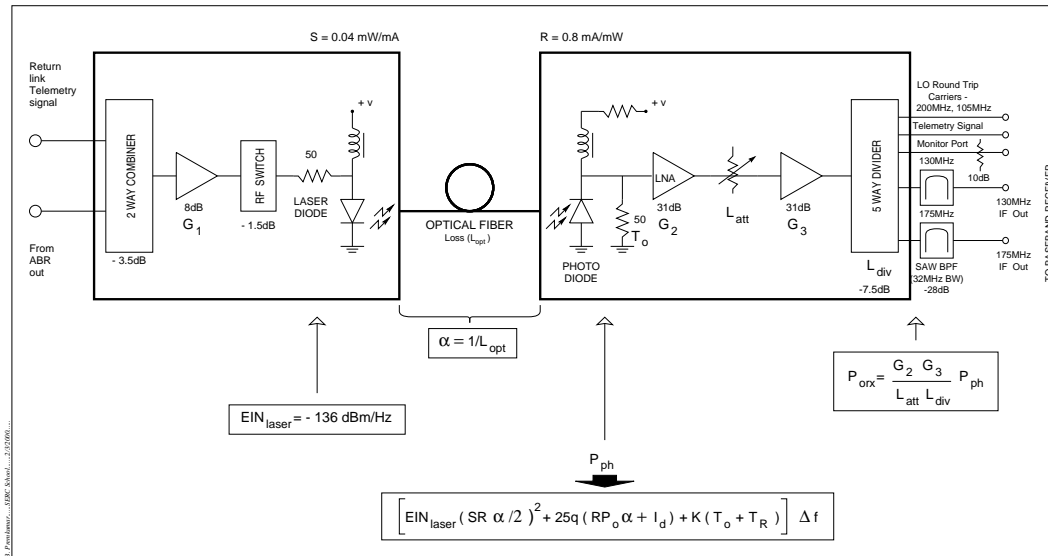 S = 0.04 mW/mA
R = 0.8 mA/mW
Return
link
Telemetry
signal
From
ABR
out
2 WAY COMBINER
- 3.5dB
8dB
G1
RF SWITCH
- 1.5dB
50
LASER
DIODE
+ v
OPTICAL FIBER
Loss (Lopt)
+ v
PHOTO
DIODE
50
To
LNA
31dB
G2
Latt
31dB
G3
5 WAY DIVIDER
Ldiv
-7.5dB
LO Round Trip
Carriers -
200MHz, 105MHz
Telemetry Signal
Monitor Port
10dB
130MHz
130MHz
IF Out
175MHz
175MHz
IF Out
SAW BPF
(32MHz BW)
-28dB
TO BASEBAND RECEIVER
α = 1/Lopt
EINlaser = - 136 dBm/Hz
Porx = G2 G3 / Latt Ldiv Pph
Pph
[EINlaser ( SR α /2 )2 + 25q ( RPo α + Id ) + K ( To + TR )] Δ f